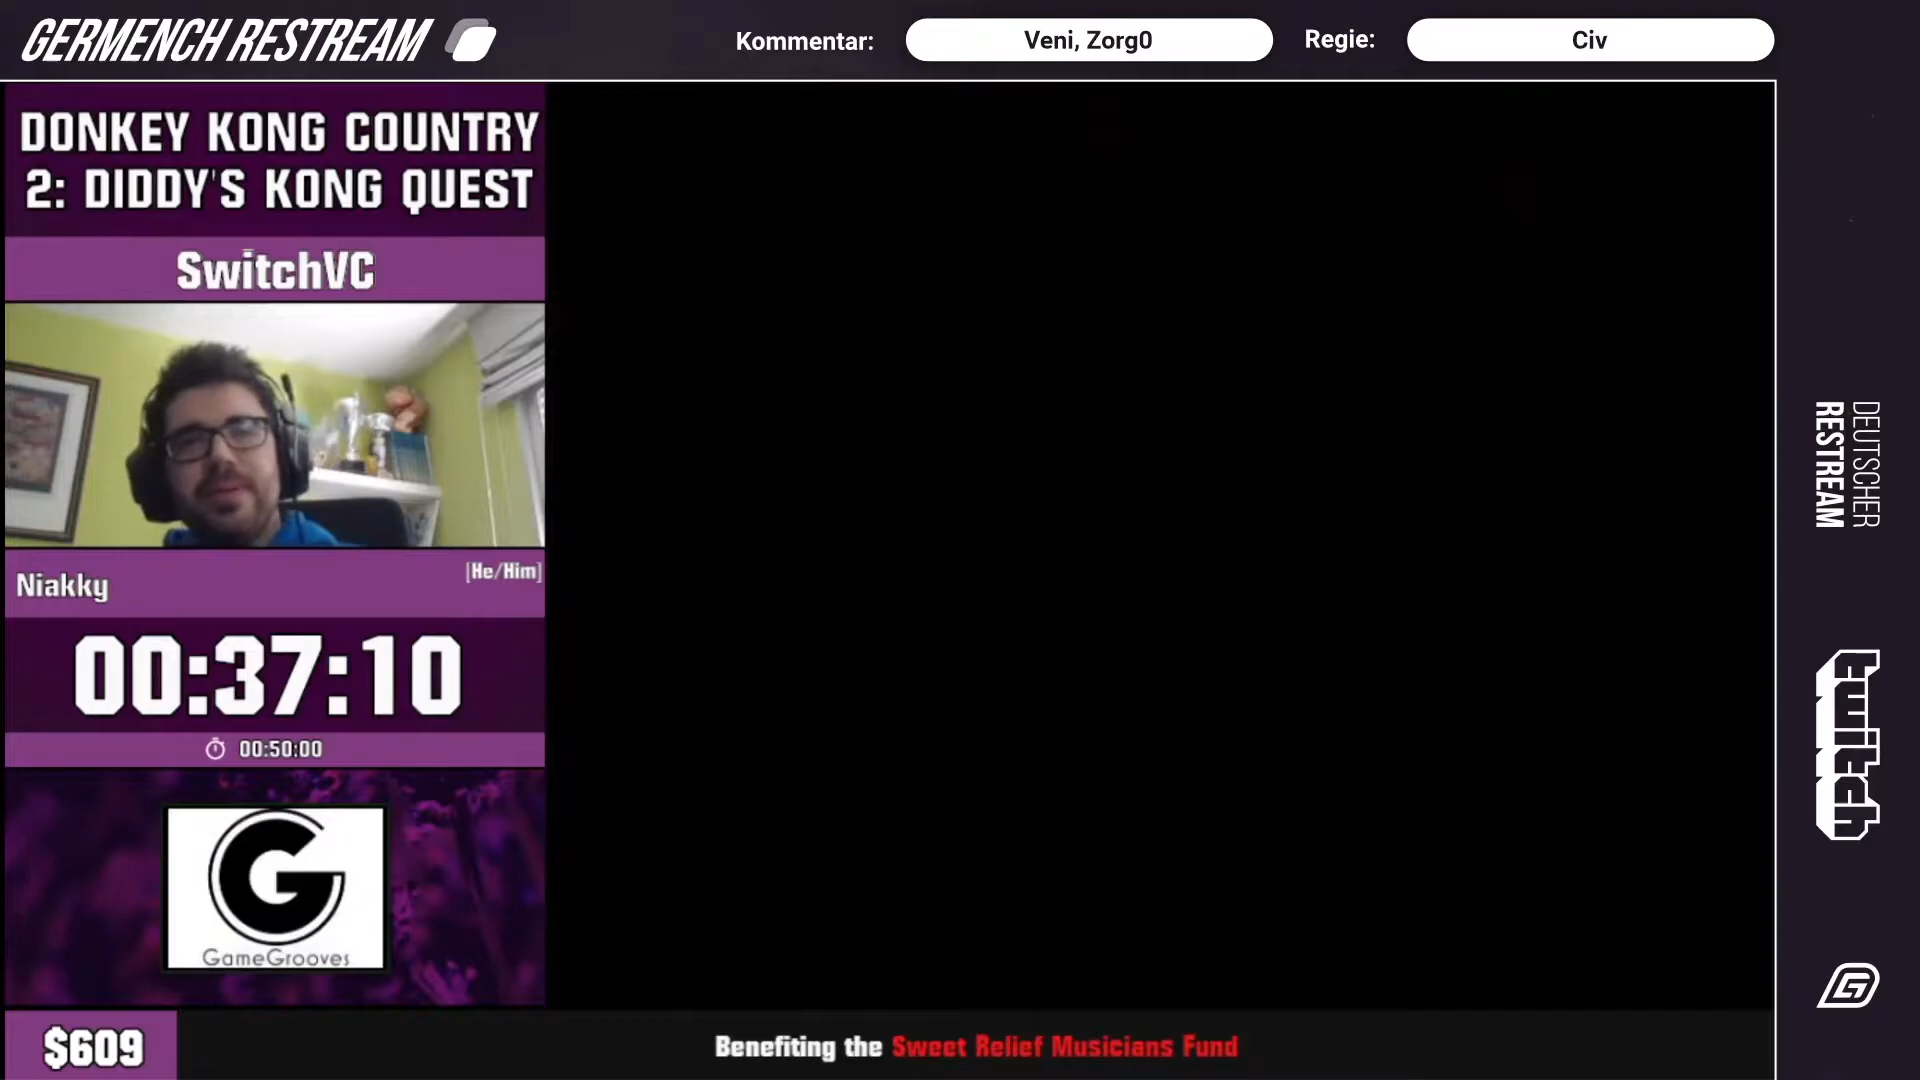 GERMENCH RESTREAM
Kommentar:
Veni, Zorg0
Regie:
Civ
DONKEY KONG COUNTRY
2: DIDDY'S KONG QUEST
SwitchVC
Niakky
[He/Him]
00:37:10
00:50:00
G
GameGrooves
$609
Benefiting the Sweet Relief Musicians Fund
DEUTSCHER
RESTREAM
twitch
G